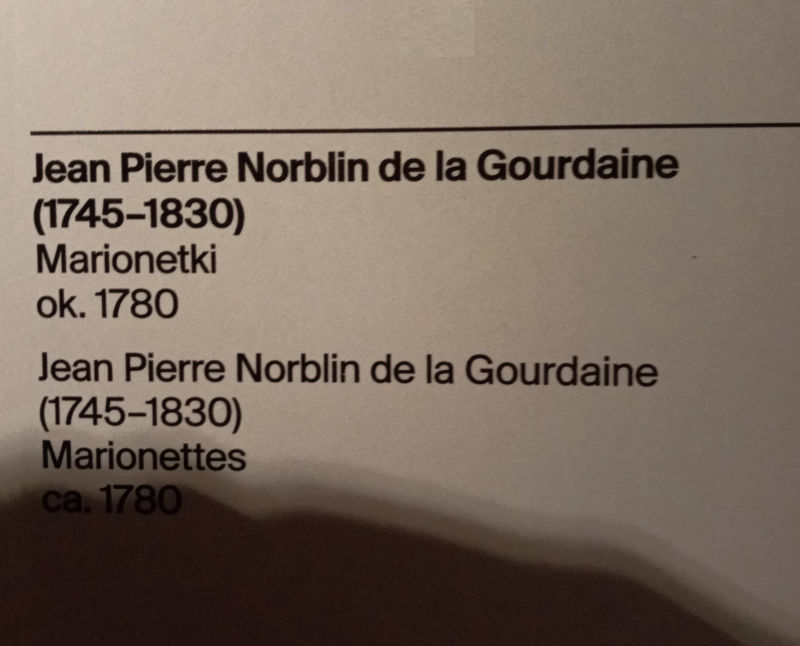 Jean Pierre Norblin de la Gourdaine
(1745–1830)
Marionetki
ok. 1780
Jean Pierre Norblin de la Gourdaine
(1745–1830)
Marionettes
ca. 1780